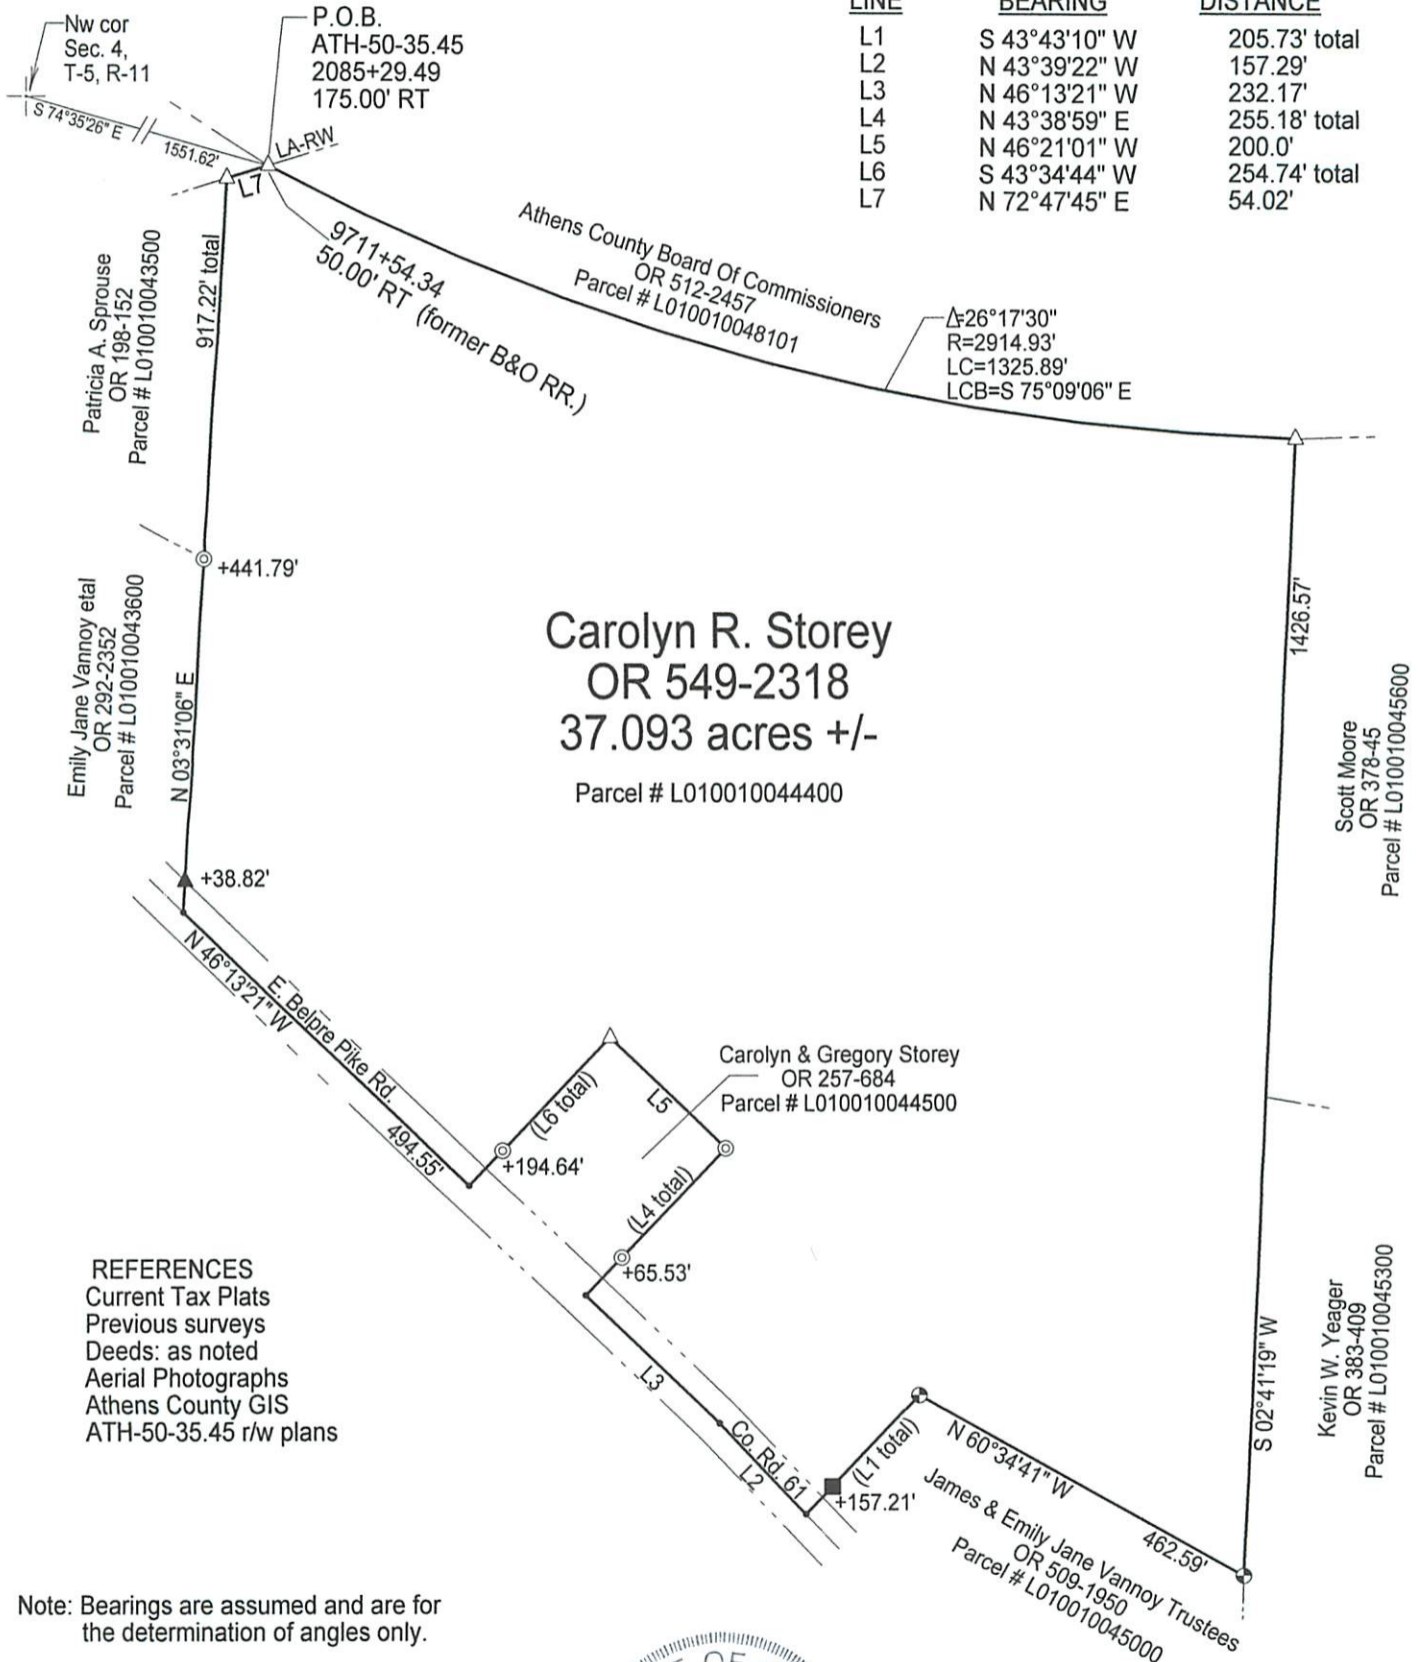 Nw cor
Sec. 4,
T-5, R-11
S 74°35'26" E
1551.62'
P.O.B.
ATH-50-35.45
2085+29.49
175.00' RT
LA-RW
L7
LINE BEARING DISTANCE
L1 S 43°43'10" W 205.73' total
L2 N 43°39'22" W 157.29'
L3 N 46°13'21" W 232.17'
L4 N 43°38'59" E 255.18' total
L5 N 46°21'01" W 200.0'
L6 S 43°34'44" W 254.74' total
L7 N 72°47'45" E 54.02'
9711+54.34
50.00' RT (former B&O RR.)
Athens County Board Of Commissioners
OR 512-2457
Parcel # L010010048101
Δ=26°17'30"
R=2914.93'
LC=1325.89'
LCB=S 75°09'06" E
Patricia A. Sprouse
OR 198-152
Parcel # L010010043500
917.22' total
+441.79'
Emily Jane Vannoy etal
OR 292-2352
Parcel # L010010043600
N 03°31'06" E
+38.82'
Carolyn R. Storey
OR 549-2318
37.093 acres +/-
Parcel # L010010044400
1426.57'
Scott Moore
OR 378-45
Parcel # L010010045600
N 46°13'21" W
E. Belpre Pike Rd.
494.55'
(L6 total)
+194.64'
L5
Carolyn & Gregory Storey
OR 257-684
Parcel # L010010044500
(L4 total)
+65.53'
L3
L2
Co. Rd. 61
(L1 total)
+157.21'
N 60°34'41" W
462.59'
James & Emily Jane Vannoy Trustees
OR 509-1950
Parcel # L010010045000
S 02°41'19" W
Kevin W. Yeager
OR 383-409
Parcel # L010010045300
REFERENCES
Current Tax Plats
Previous surveys
Deeds: as noted
Aerial Photographs
Athens County GIS
ATH-50-35.45 r/w plans
Note: Bearings are assumed and are for
the determination of angles only.
OF